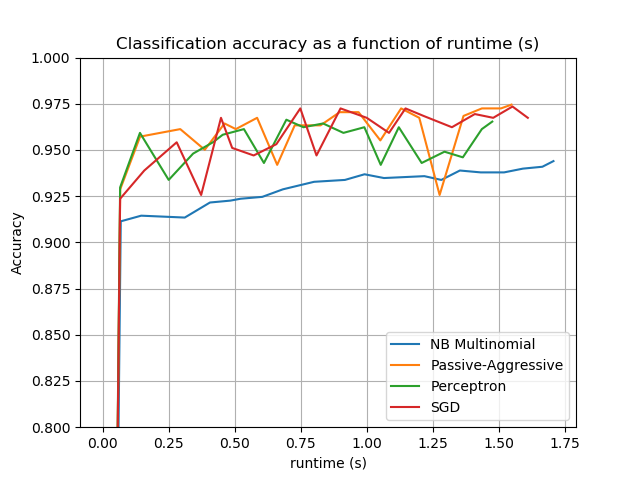 Classification accuracy as a function of runtime (s)
1.000
0.975
0.950
0.925
0.900
0.875
0.850
0.825
0.800
Accuracy
NB Multinomial
Passive-Aggressive
Perceptron
SGD
0.00 0.25 0.50 0.75 1.00 1.25 1.50 1.75
runtime (s)